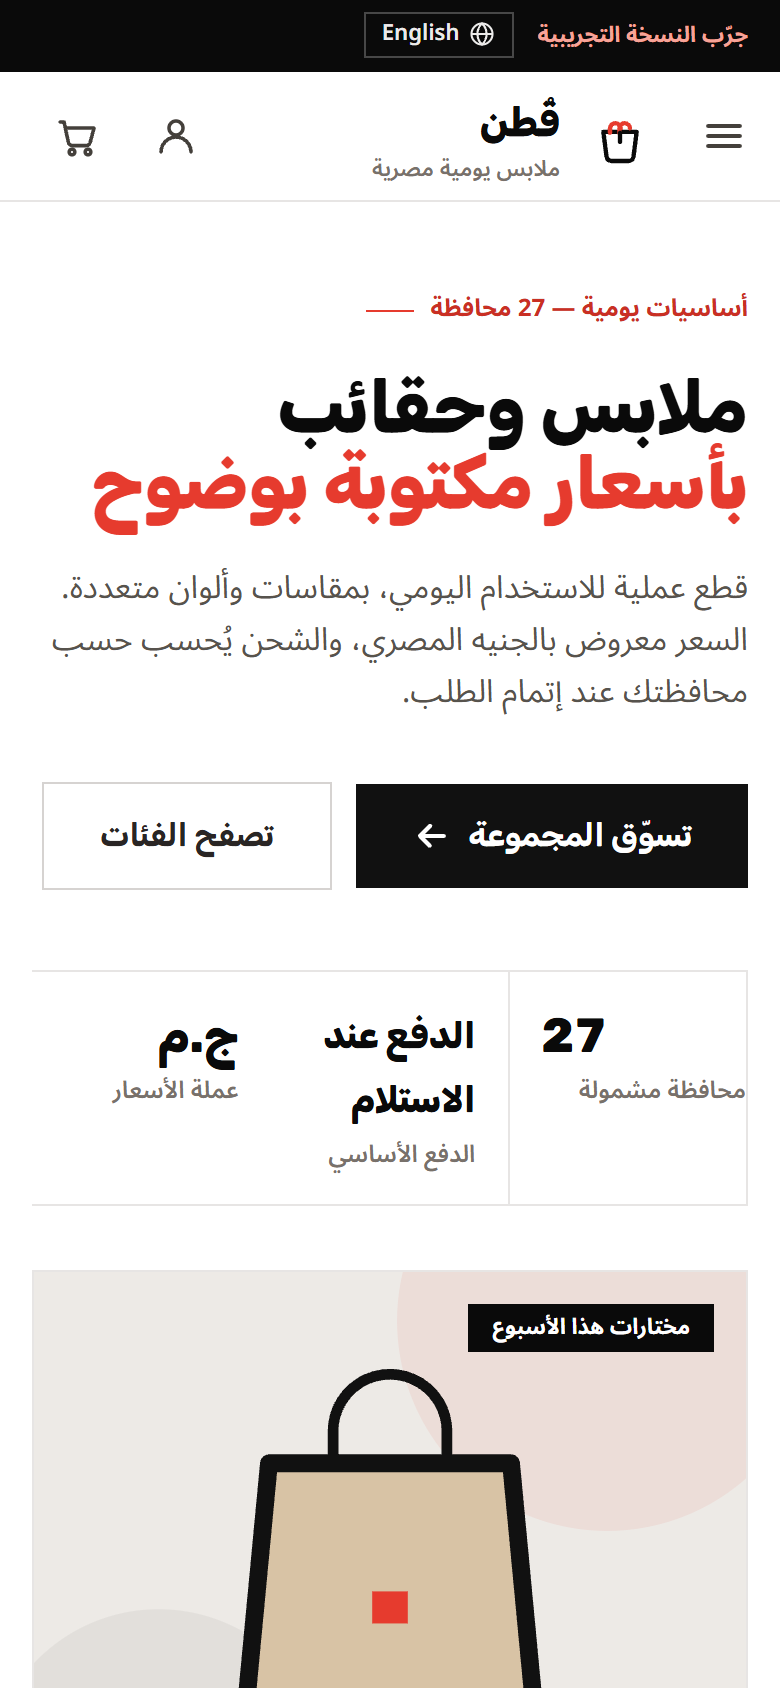 جرّب النسخة التجريبية
English
قُطن
ملابس يومية مصرية
أساسيات يومية — 27 محافظة
ملابس وحقائب
بأسعار مكتوبة بوضوح
قطع عملية للاستخدام اليومي، بمقاسات وألوان متعددة.
السعر معروض بالجنيه المصري، والشحن يُحسب حسب
محافظتك عند إتمام الطلب.
تسوّق المجموعة
تصفح الفئات
27
محافظة مشمولة
الدفع عند
الاستلام
الدفع الأساسي
ج.م
عملة الأسعار
مختارات هذا الأسبوع